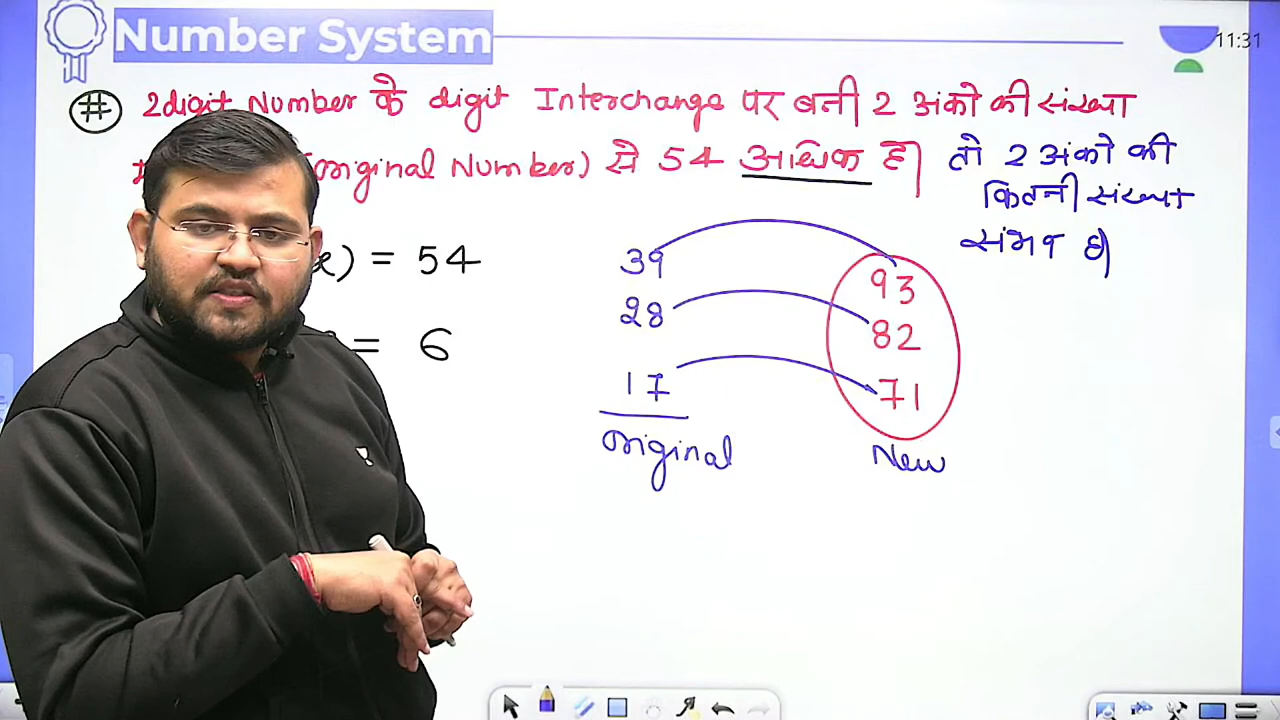 Number System
11:31
# 2digit Number के digit Interchange पर बनी 2 अंको की संख्या
(original Number) से 54 अधिक है। तो 2 अंको की
कितनी संख्या
संभव है।
x) = 54
= 6
39 93
28 82
17 71
original New